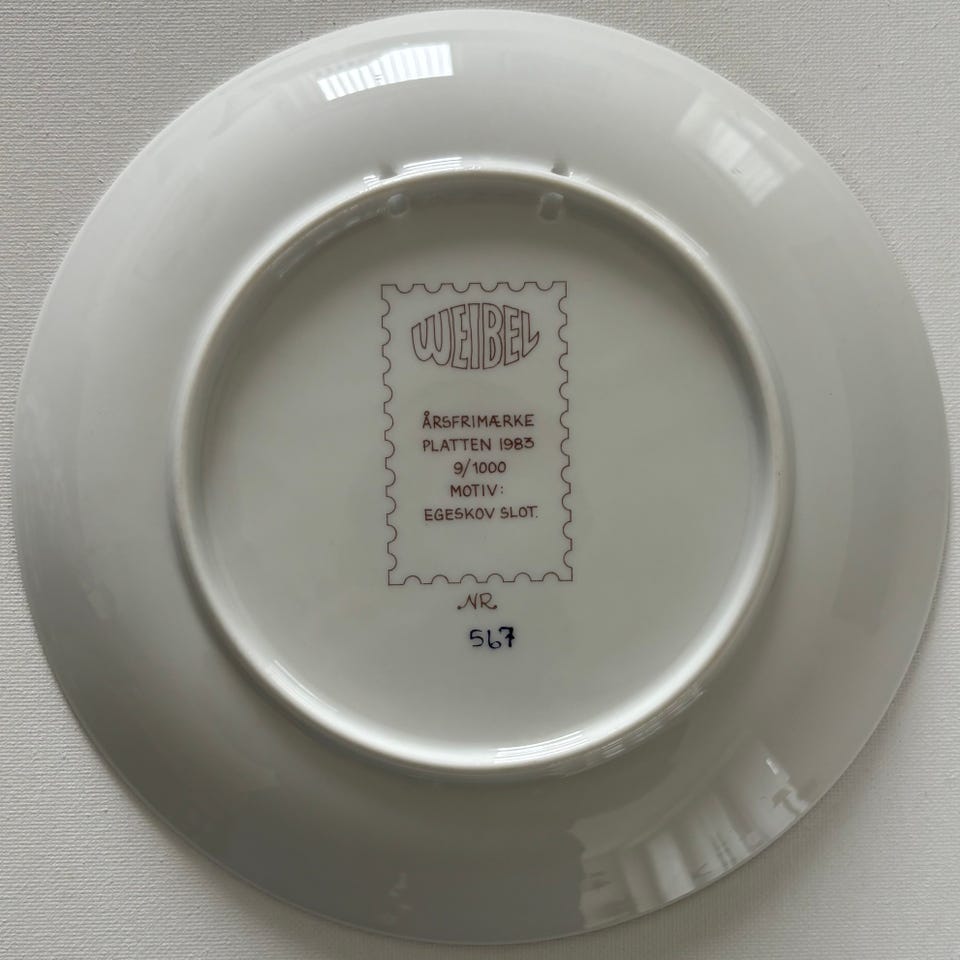 WEIBEL
ÅRSFRIMÆRKE
PLATTEN 1983
9/1000
MOTIV:
EGESKOV SLOT.
NR.
567